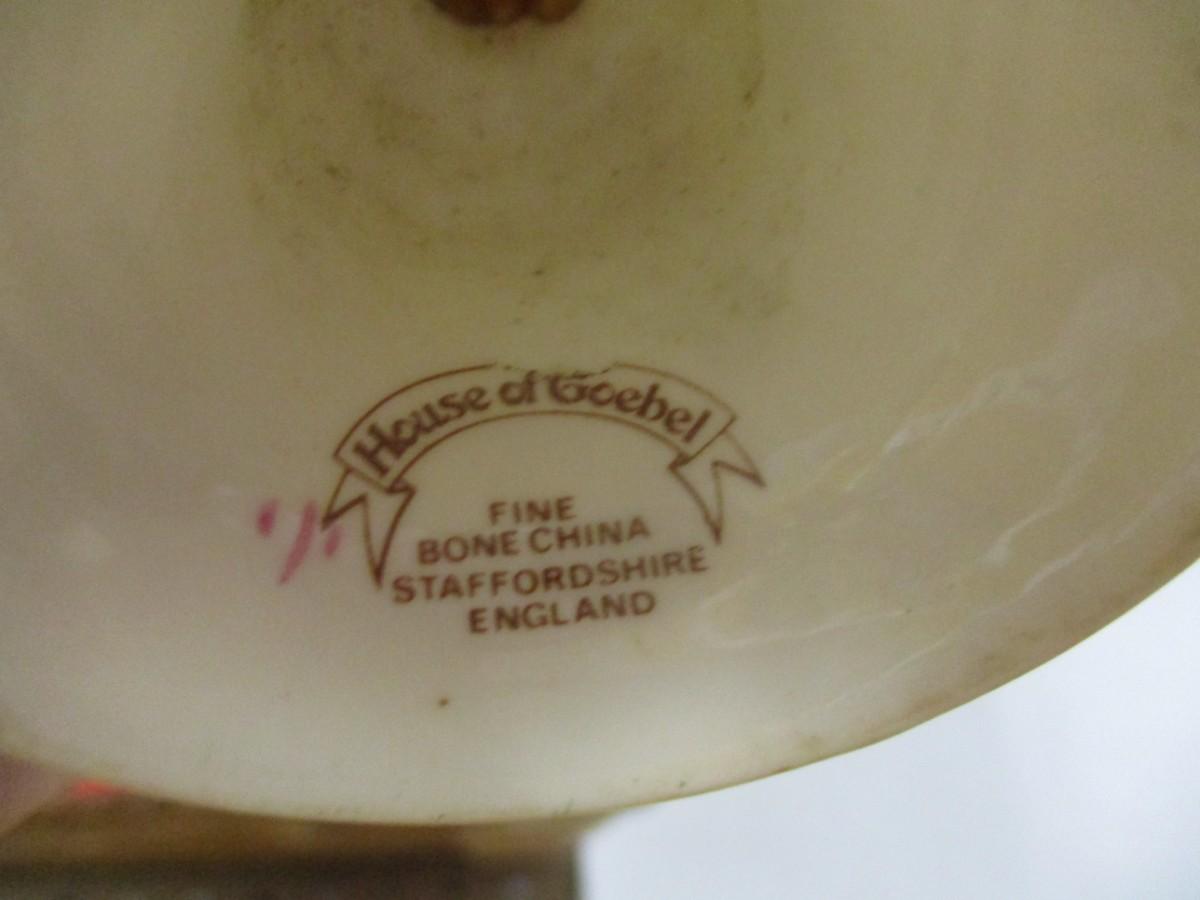 House of Goebel
FINE
BONE CHINA
STAFFORDSHIRE
ENGLAND